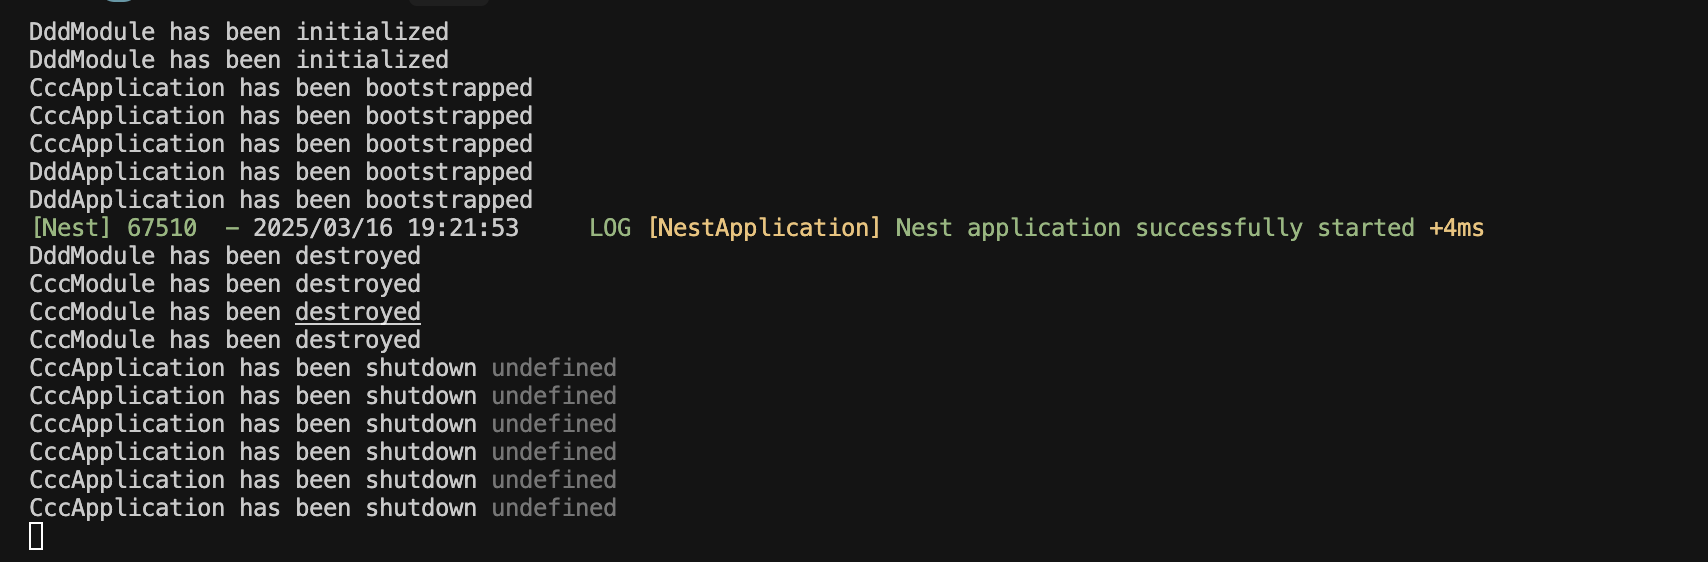 DddModule has been initialized
DddModule has been initialized
CccApplication has been bootstrapped
CccApplication has been bootstrapped
CccApplication has been bootstrapped
DddApplication has been bootstrapped
DddApplication has been bootstrapped
[Nest] 67510  - 2025/03/16 19:21:53     LOG [NestApplication] Nest application successfully started +4ms
DddModule has been destroyed
CccModule has been destroyed
CccModule has been destroyed
CccModule has been destroyed
CccApplication has been shutdown undefined
CccApplication has been shutdown undefined
CccApplication has been shutdown undefined
CccApplication has been shutdown undefined
CccApplication has been shutdown undefined
CccApplication has been shutdown undefined